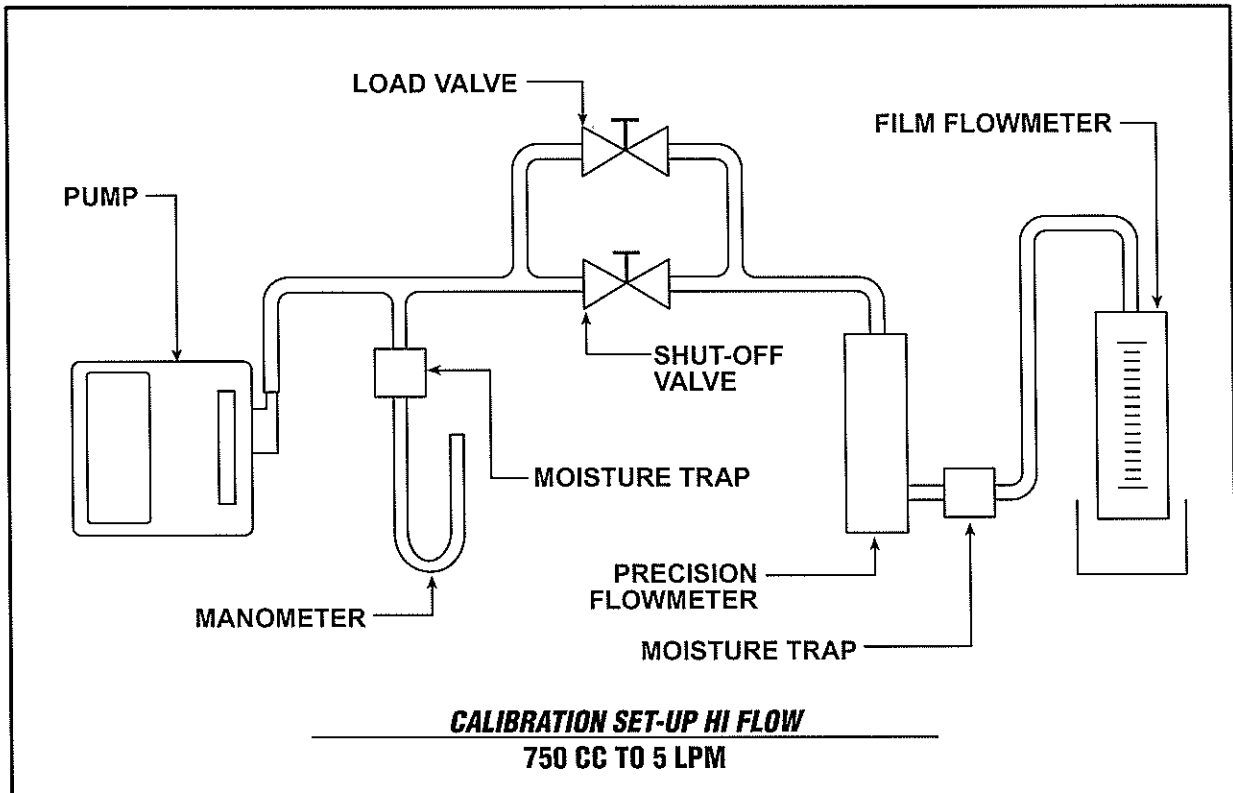 LOAD VALVE
FILM FLOWMETER
PUMP
SHUT-OFF
VALVE
MOISTURE TRAP
PRECISION
FLOWMETER
MANOMETER
MOISTURE TRAP
CALIBRATION SET-UP HI FLOW
750 CC TO 5 LPM